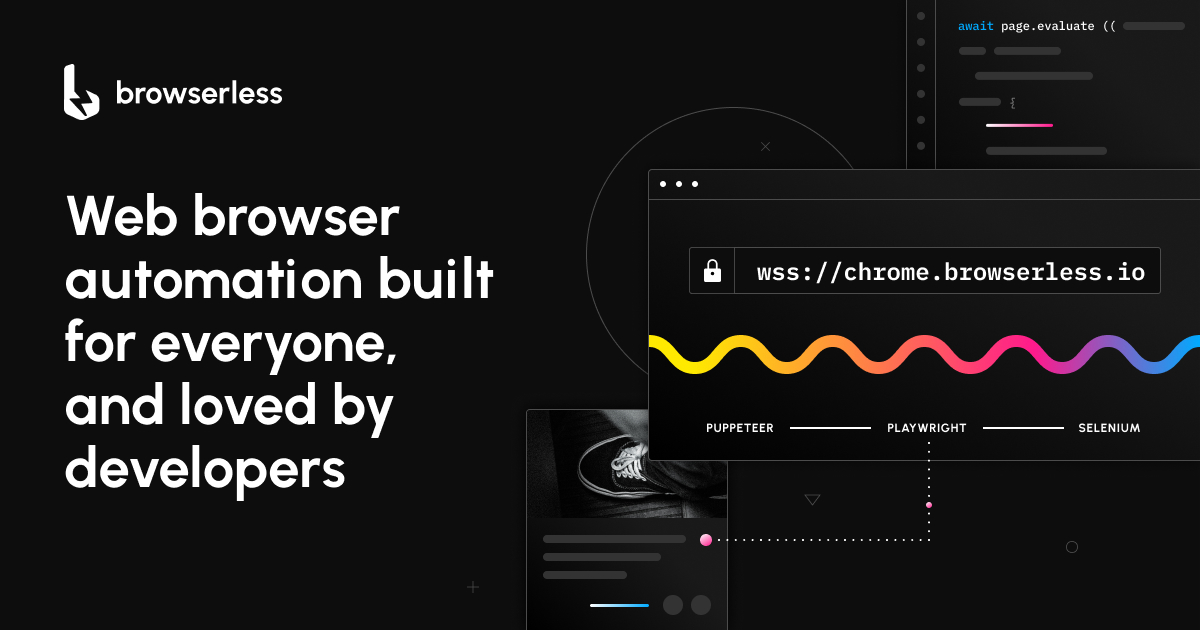 browserless
Web browser
automation built
for everyone,
and loved by
developers
await page.evaluate ((
{
wss://chrome.browserless.io
PUPPETEER
PLAYWRIGHT
SELENIUM